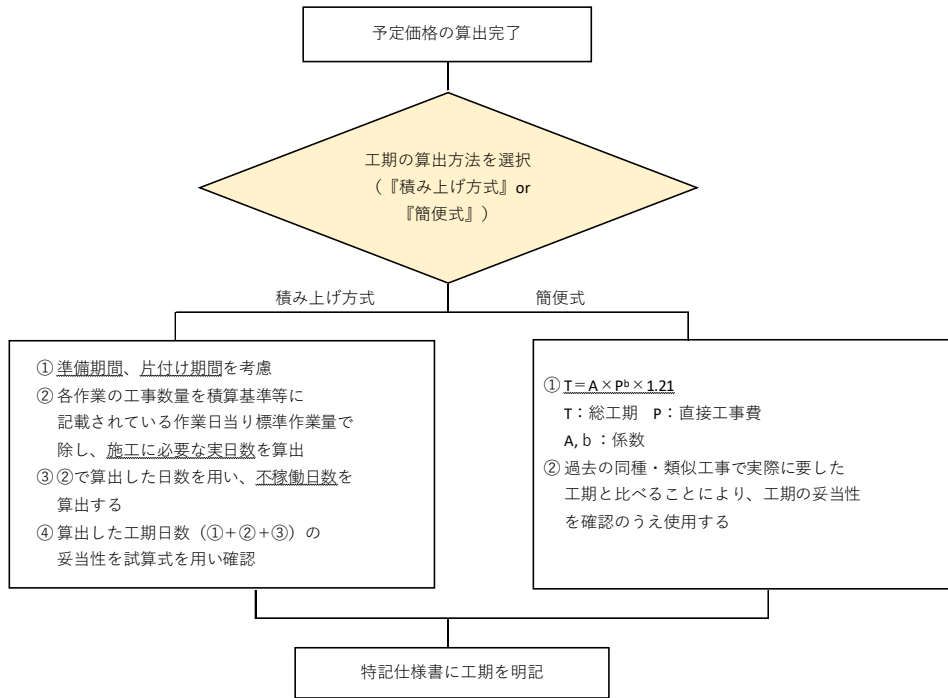 予定価格の算出完了
工期の算出方法を選択
（『積み上げ方式』or
『簡便式』）
積み上げ方式
簡便式
① 準備期間、片付け期間を考慮
② 各作業の工事数量を積算基準等に
記載されている作業日当り標準作業量で
除し、施工に必要な実日数を算出
③ ②で算出した日数を用い、不稼働日数を
算出する
④ 算出した工期日数（①＋②＋③）の
妥当性を試算式を用い確認
① T＝A×Pᵇ×1.21
T：総工期　P：直接工事費
A, b ：係数
② 過去の同種・類似工事で実際に要した
工期と比べることにより、工期の妥当性
を確認のうえ使用する
特記仕様書に工期を明記